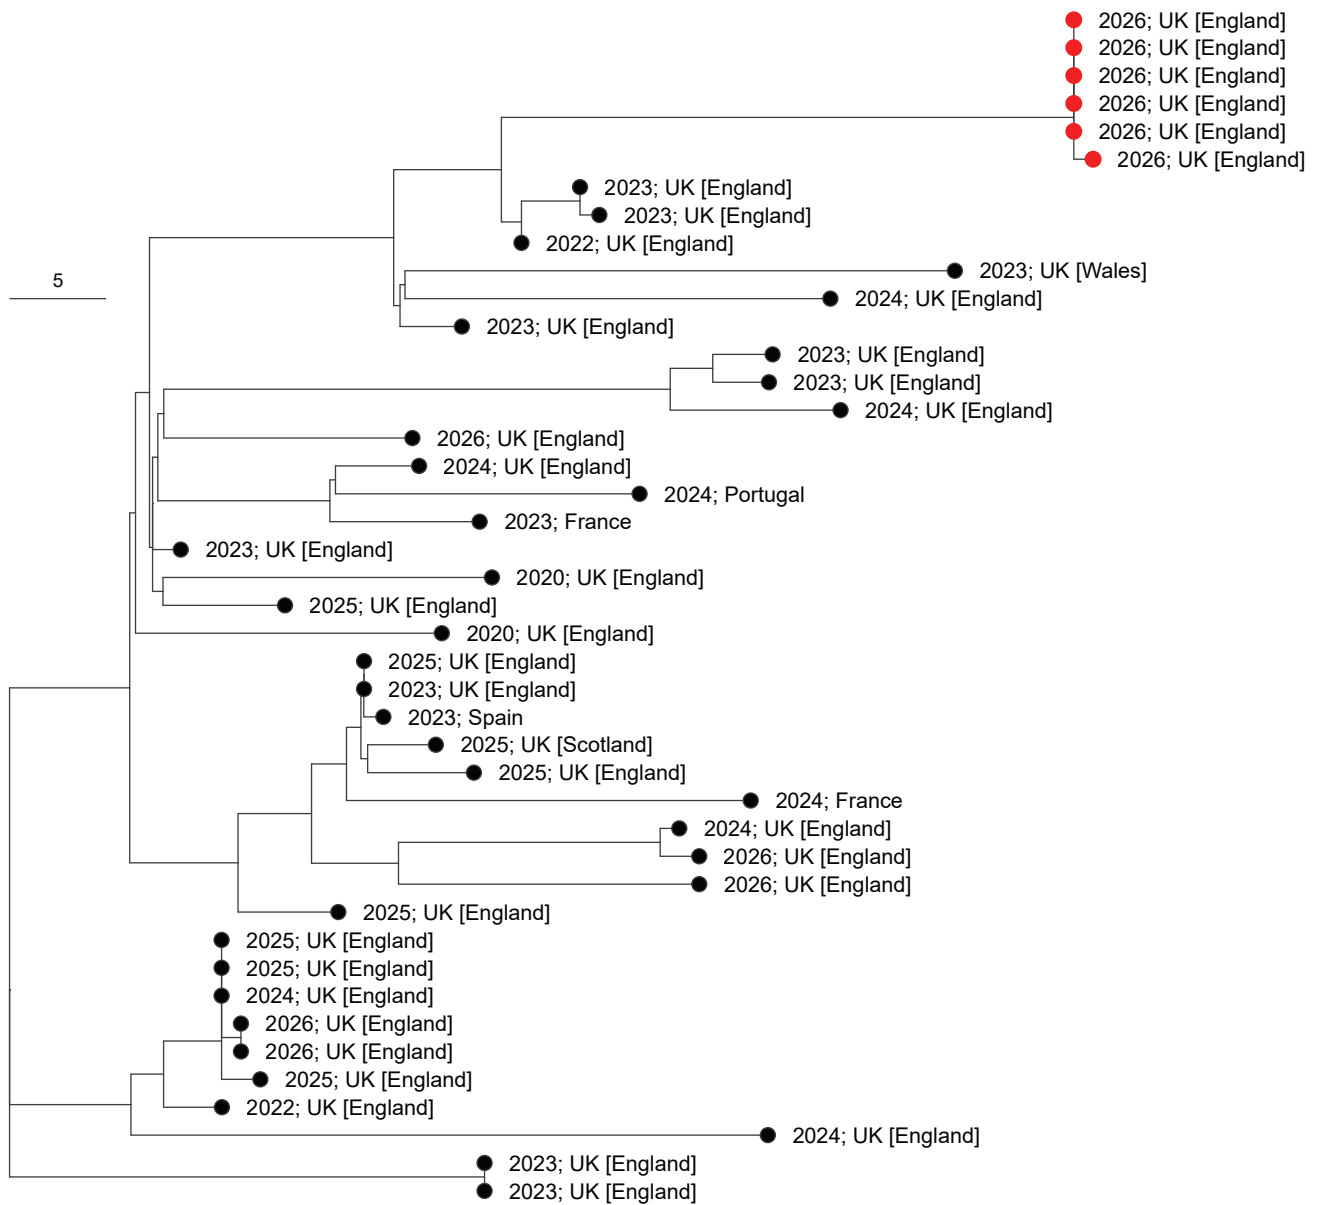 2026; UK [England]
2026; UK [England]
2026; UK [England]
2026; UK [England]
2026; UK [England]
2026; UK [England]
2023; UK [England]
2023; UK [England]
2022; UK [England]
2023; UK [Wales]
5
2024; UK [England]
2023; UK [England]
2023; UK [England]
2023; UK [England]
2024; UK [England]
2026; UK [England]
2024; UK [England]
2024; Portugal
2023; France
2023; UK [England]
2020; UK [England]
2025; UK [England]
2020; UK [England]
2025; UK [England]
2023; UK [England]
2023; Spain
2025; UK [Scotland]
2025; UK [England]
2024; France
2024; UK [England]
2026; UK [England]
2026; UK [England]
2025; UK [England]
2025; UK [England]
2025; UK [England]
2024; UK [England]
2026; UK [England]
2026; UK [England]
2025; UK [England]
2022; UK [England]
2024; UK [England]
2023; UK [England]
2023; UK [England]